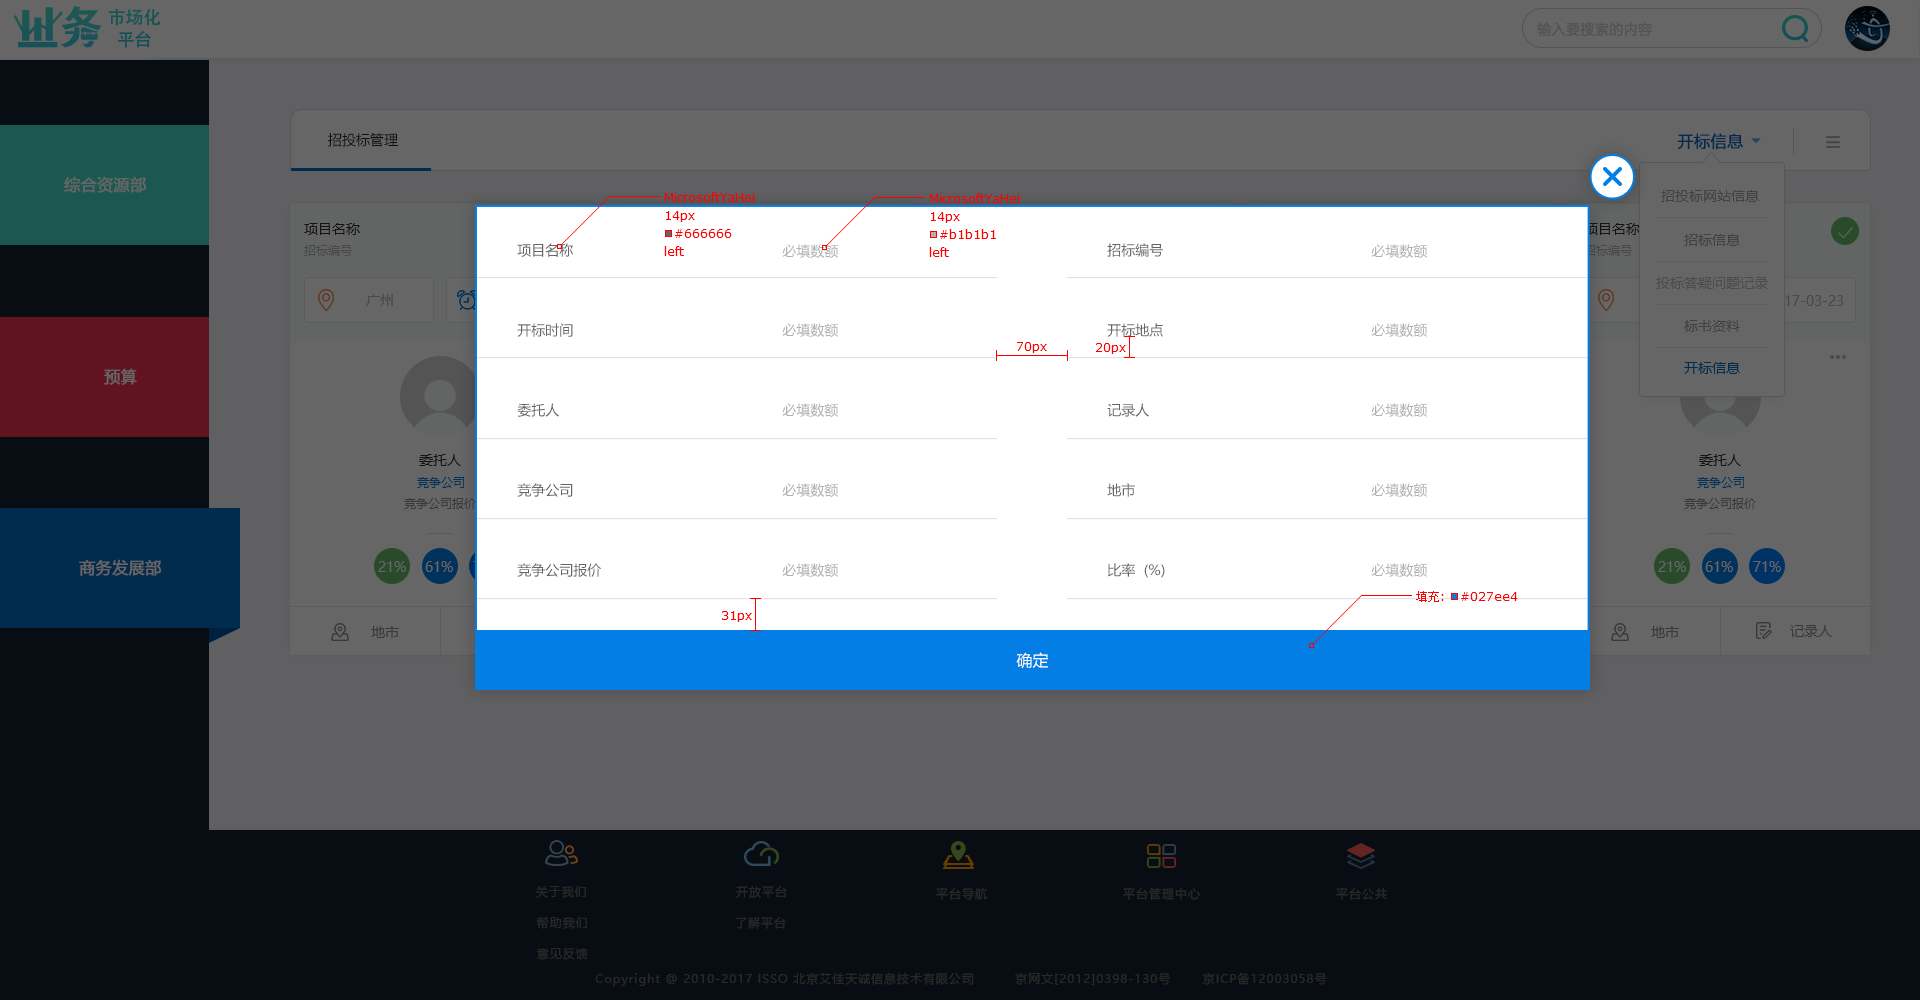 业务 市场化
平台
输入要搜索的内容
综合资源部
预算
商务发展部
招投标管理
开标信息
招投标网站信息
招标信息
投标答疑问题记录
标书资料
开标信息
项目名称
招标编号
广州
委托人
竞争公司
竞争公司报价
21% 61%
地市
MicrosoftYaHei
14px
#666666
left
MicrosoftYaHei
14px
#b1b1b1
left
项目名称 必填数额 招标编号 必填数额
开标时间 必填数额 开标地点 必填数额
70px 20px
委托人 必填数额 记录人 必填数额
竞争公司 必填数额 地市 必填数额
竞争公司报价 必填数额 比率 (%) 必填数额
31px
填充: #027ee4
确定
项目名称
招标编号
17-03-23
委托人
竞争公司
竞争公司报价
21% 61% 71%
地市 记录人
关于我们 开放平台 平台导航 平台管理中心 平台公共
帮助我们 了解平台
意见反馈
Copyright @ 2010-2017 ISSO 北京艾佳天诚信息技术有限公司 京网文[2012]0398-130号 京ICP备12003058号